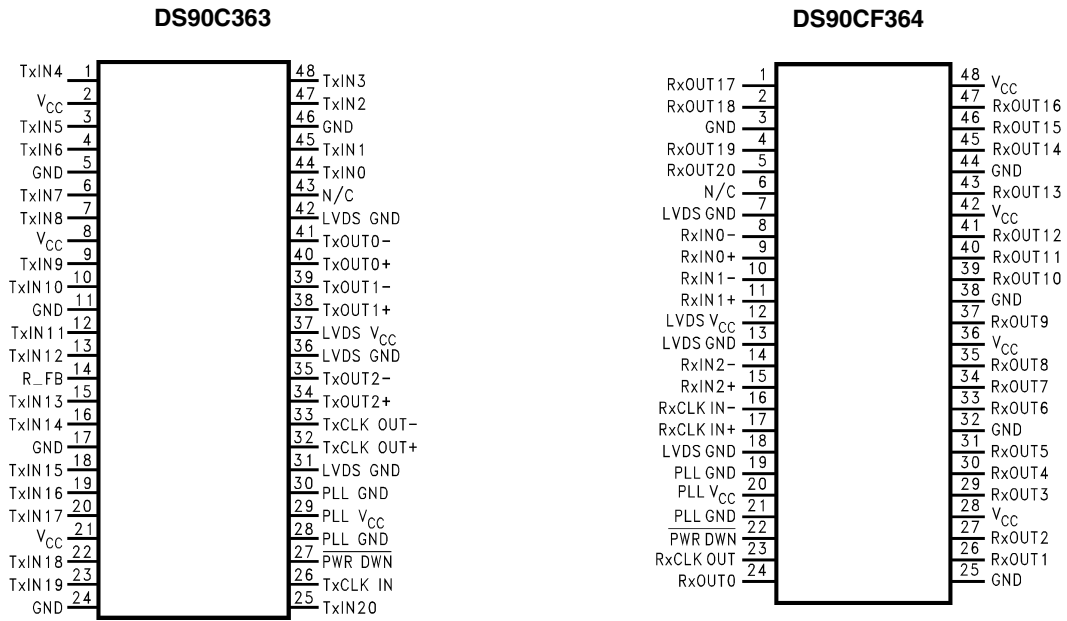 DS90C363
TxIN4 1
VCC 2
TxIN5 3
TxIN6 4
GND 5
TxIN7 6
TxIN8 7
VCC 8
TxIN9 9
TxIN10 10
GND 11
TxIN11 12
TxIN12 13
R_FB 14
TxIN13 15
TxIN14 16
GND 17
TxIN15 18
TxIN16 19
TxIN17 20
VCC 21
TxIN18 22
TxIN19 23
GND 24
48 TxIN3
47 TxIN2
46 GND
45 TxIN1
44 TxIN0
43 N/C
42 LVDS GND
41 TxOUT0−
40 TxOUT0+
39 TxOUT1−
38 TxOUT1+
37 LVDS VCC
36 LVDS GND
35 TxOUT2−
34 TxOUT2+
33 TxCLK OUT−
32 TxCLK OUT+
31 LVDS GND
30 PLL GND
29 PLL VCC
28 PLL GND
27 PWR DWN
26 TxCLK IN
25 TxIN20
DS90CF364
RxOUT17 1
RxOUT18 2
GND 3
RxOUT19 4
RxOUT20 5
N/C 6
LVDS GND 7
RxIN0− 8
RxIN0+ 9
RxIN1− 10
RxIN1+ 11
LVDS VCC 12
LVDS GND 13
RxIN2− 14
RxIN2+ 15
RxCLK IN− 16
RxCLK IN+ 17
LVDS GND 18
PLL GND 19
PLL VCC 20
PLL GND 21
PWR DWN 22
RxCLK OUT 23
RxOUT0 24
48 VCC
47 RxOUT16
46 RxOUT15
45 RxOUT14
44 GND
43 RxOUT13
42 VCC
41 RxOUT12
40 RxOUT11
39 RxOUT10
38 GND
37 RxOUT9
36 VCC
35 RxOUT8
34 RxOUT7
33 RxOUT6
32 GND
31 RxOUT5
30 RxOUT4
29 RxOUT3
28 VCC
27 RxOUT2
26 RxOUT1
25 GND